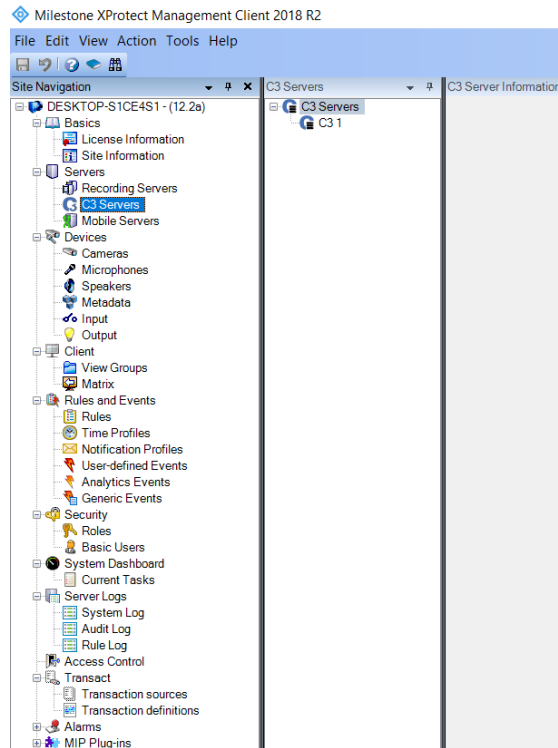 Milestone XProtect Management Client 2018 R2
File Edit View Action Tools Help
Site Navigation
C3 Servers
C3 Server Information
DESKTOP-S1CE4S1 - (12.2a)
C3 Servers
Basics
C3 1
License Information
Site Information
Servers
Recording Servers
C3 Servers
Mobile Servers
Devices
Cameras
Microphones
Speakers
Metadata
Input
Output
Client
View Groups
Matrix
Rules and Events
Rules
Time Profiles
Notification Profiles
User-defined Events
Analytics Events
Generic Events
Security
Roles
Basic Users
System Dashboard
Current Tasks
Server Logs
System Log
Audit Log
Rule Log
Access Control
Transact
Transaction sources
Transaction definitions
Alarms
MIP Plug-ins